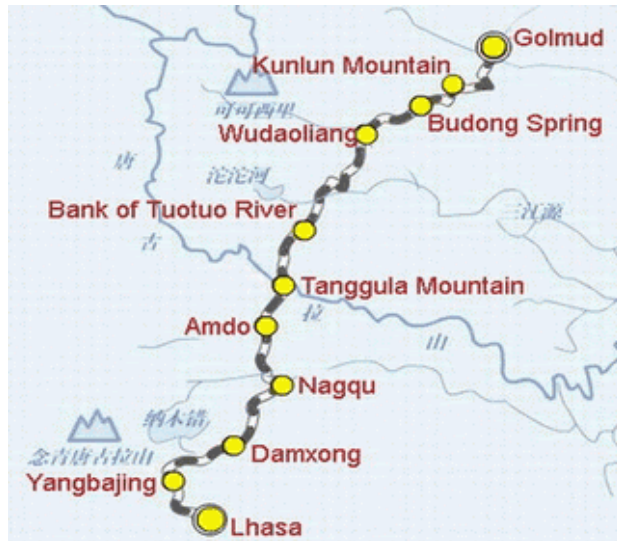 Golmud
Kunlun Mountain
可可西里
Budong Spring
Wudaoliang
唐
沱沱河
三江源
Bank of Tuotuo River
古
Tanggula Mountain
拉
Amdo
山
Nagqu
纳木错
念青唐古拉山
Damxong
Yangbajing
Lhasa